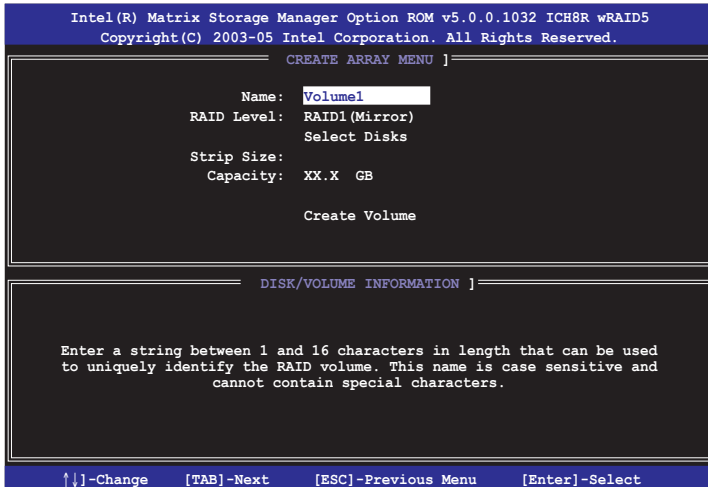 Intel(R) Matrix Storage Manager Option ROM v5.0.0.1032 ICH8R wRAID5
Copyright(C) 2003-05 Intel Corporation. All Rights Reserved.
CREATE ARRAY MENU ]
Name: Volume1
RAID Level: RAID1(Mirror)
Select Disks
Strip Size:
Capacity: XX.X GB
Create Volume
DISK/VOLUME INFORMATION ]
Enter a string between 1 and 16 characters in length that can be used
to uniquely identify the RAID volume. This name is case sensitive and
cannot contain special characters.
↑↓]-Change [TAB]-Next [ESC]-Previous Menu [Enter]-Select